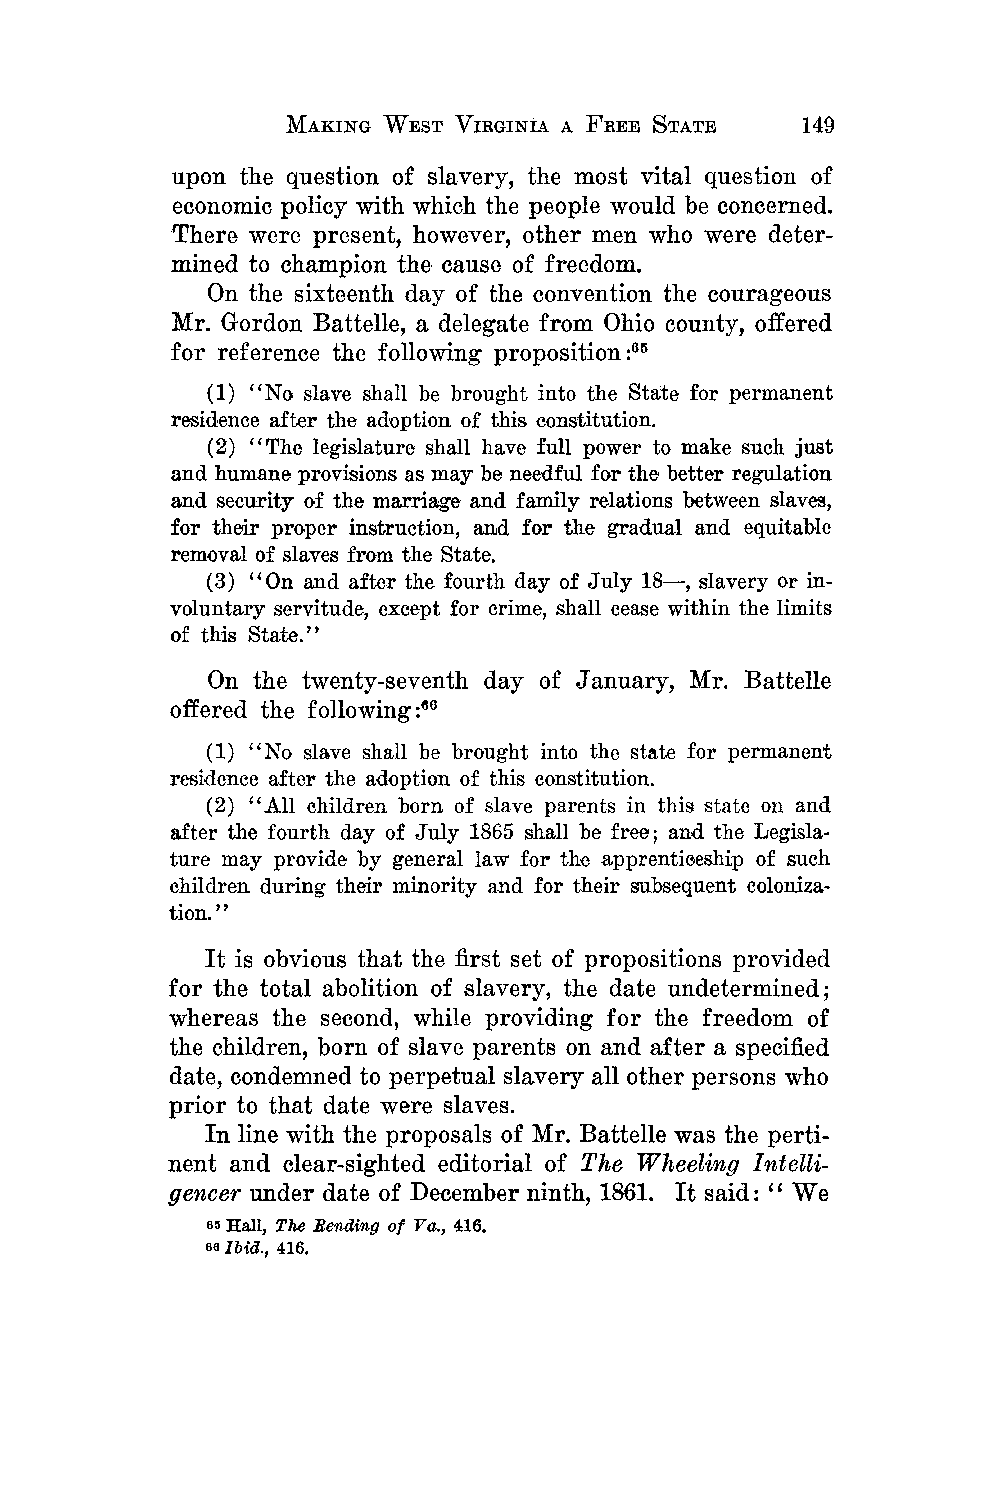 MAKING WEST VIRGINIA A FREE STATE 149
upon the question of slavery, the most vital question of
economic policy with which the people would be concerned.
There were present, however, other men who were deter-
mined to champion the cause of freedom.
On the sixteenth day of the convention the courageous
Mr. Gordon Battelle, a delegate from Ohio county, offered
for reference the following proposition:⁶⁵
(1) “No slave shall be brought into the State for permanent
residence after the adoption of this constitution.
(2) “The legislature shall have full power to make such just
and humane provisions as may be needful for the better regulation
and security of the marriage and family relations between slaves,
for their proper instruction, and for the gradual and equitable
removal of slaves from the State.
(3) “On and after the fourth day of July 18—, slavery or in-
voluntary servitude, except for crime, shall cease within the limits
of this State.”
On the twenty-seventh day of January, Mr. Battelle
offered the following:⁶⁶
(1) “No slave shall be brought into the state for permanent
residence after the adoption of this constitution.
(2) “All children born of slave parents in this state on and
after the fourth day of July 1865 shall be free; and the Legisla-
ture may provide by general law for the apprenticeship of such
children during their minority and for their subsequent coloniza-
tion.”
It is obvious that the first set of propositions provided
for the total abolition of slavery, the date undetermined;
whereas the second, while providing for the freedom of
the children, born of slave parents on and after a specified
date, condemned to perpetual slavery all other persons who
prior to that date were slaves.
In line with the proposals of Mr. Battelle was the perti-
nent and clear-sighted editorial of The Wheeling Intelli-
gencer under date of December ninth, 1861. It said: “ We
⁶⁵ Hall, The Rending of Va., 416.
⁶⁶ Ibid., 416.